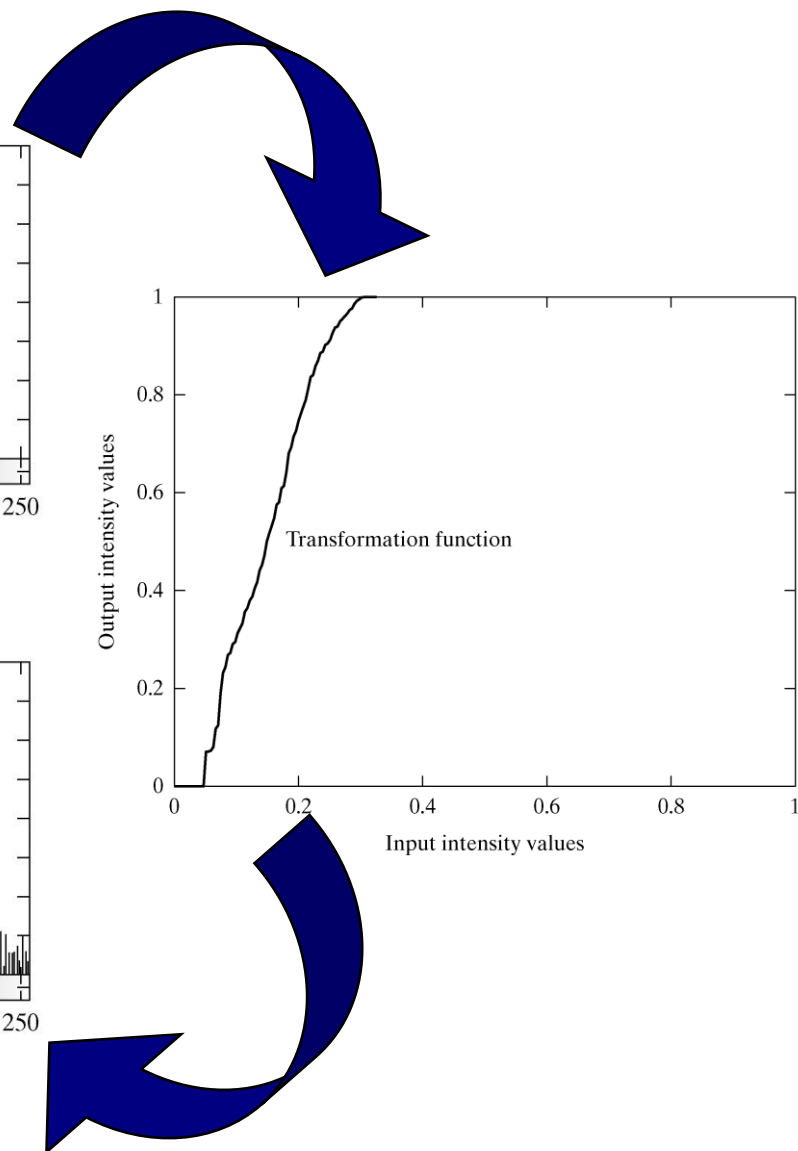 250
1
0.8
0.6
0.4
0.2
0
Output intensity values
Transformation function
0 0.2 0.4 0.6 0.8 1
Input intensity values
250